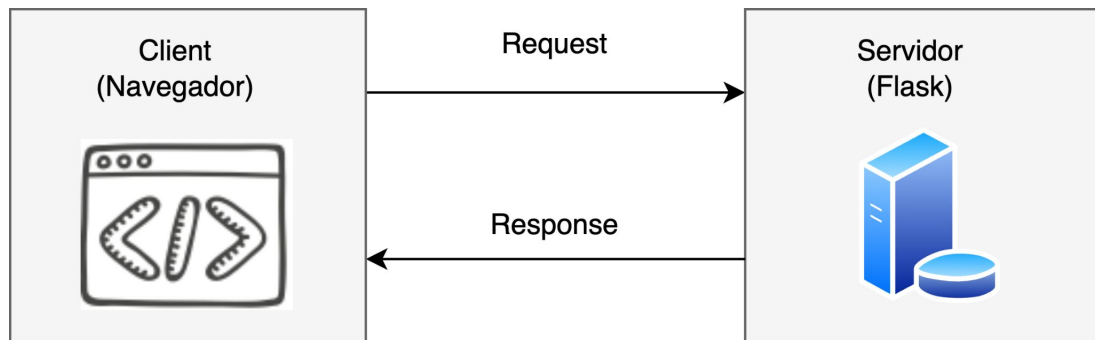 Client
(Navegador)
Request
Servidor
(Flask)
Response